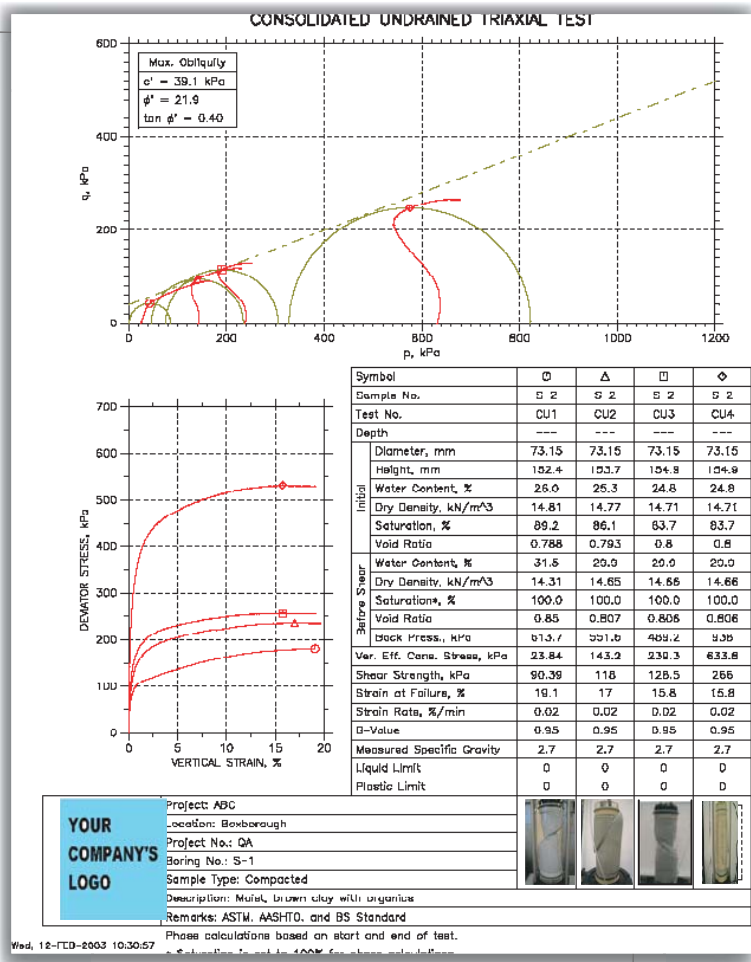 CONSOLIDATED UNDRAINED TRIAXIAL TEST
600
400
200
0
q, kPa
Max. Obliquity
c' = 39.1 kPa
ϕ' = 21.9
tan ϕ' = 0.40
0 200 400 600 800 1000 1200
p, kPa
700
600
500
400
300
200
100
0
DEVIATOR STRESS, kPa
0 5 10 15 20
VERTICAL STRAIN, %
Symbol
Sample No. S-2 S-2 S-2 S-2
Test No. CU1 CU2 CU3 CU4
Depth --- --- --- ---
Initial
Diameter, mm 73.15 73.15 73.15 73.15
Height, mm 152.4 153.7 154.9 154.9
Water Content, % 26.0 25.3 24.8 24.8
Dry Density, kN/m^3 14.81 14.77 14.71 14.71
Saturation, % 89.2 86.1 83.7 83.7
Void Ratio 0.788 0.793 0.8 0.8
Before Shear
Water Content, % 31.5 29.9 29.9 29.9
Dry Density, kN/m^3 14.31 14.65 14.66 14.66
Saturation*, % 100.0 100.0 100.0 100.0
Void Ratio 0.85 0.807 0.806 0.806
Back Press., kPa 613.7 551.6 489.2 938
Ver. Eff. Cons. Stress, kPa 23.84 143.2 239.3 633.8
Shear Strength, kPa 90.39 118 128.5 266
Strain at Failure, % 19.1 17 15.8 15.8
Strain Rate, %/min 0.02 0.02 0.02 0.02
B-Value 0.95 0.95 0.95 0.95
Measured Specific Gravity 2.7 2.7 2.7 2.7
Liquid Limit 0 0 0 0
Plastic Limit 0 0 0 0
YOUR
COMPANY'S
LOGO
Project: ABC
Location: Boxborough
Project No.: QA
Boring No.: S-1
Sample Type: Compacted
Description: Moist, brown clay with organics
Remarks: ASTM, AASHTO, and BS Standard
Phase calculations based on start and end of test.
* Saturation is set to 100% for phase calculations.
Wed, 12-FEB-2003 10:30:57